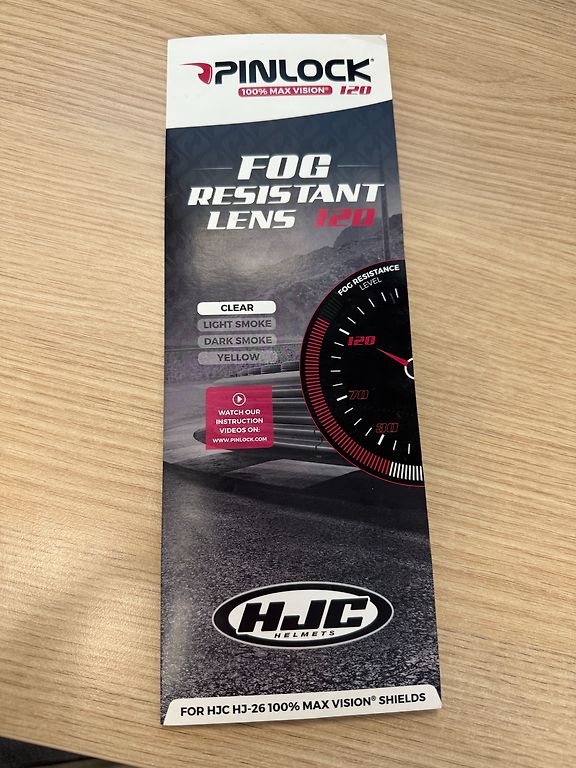 PINLOCK®
100% MAX VISION® 120
FOG
RESISTANT
LENS 120
FOG RESISTANCE
LEVEL
CLEAR
LIGHT SMOKE
DARK SMOKE
YELLOW
120
70
30
WATCH OUR
INSTRUCTION
VIDEOS ON:
WWW.PINLOCK.COM
HJC
HELMETS
FOR HJC HJ-26 100% MAX VISION® SHIELDS